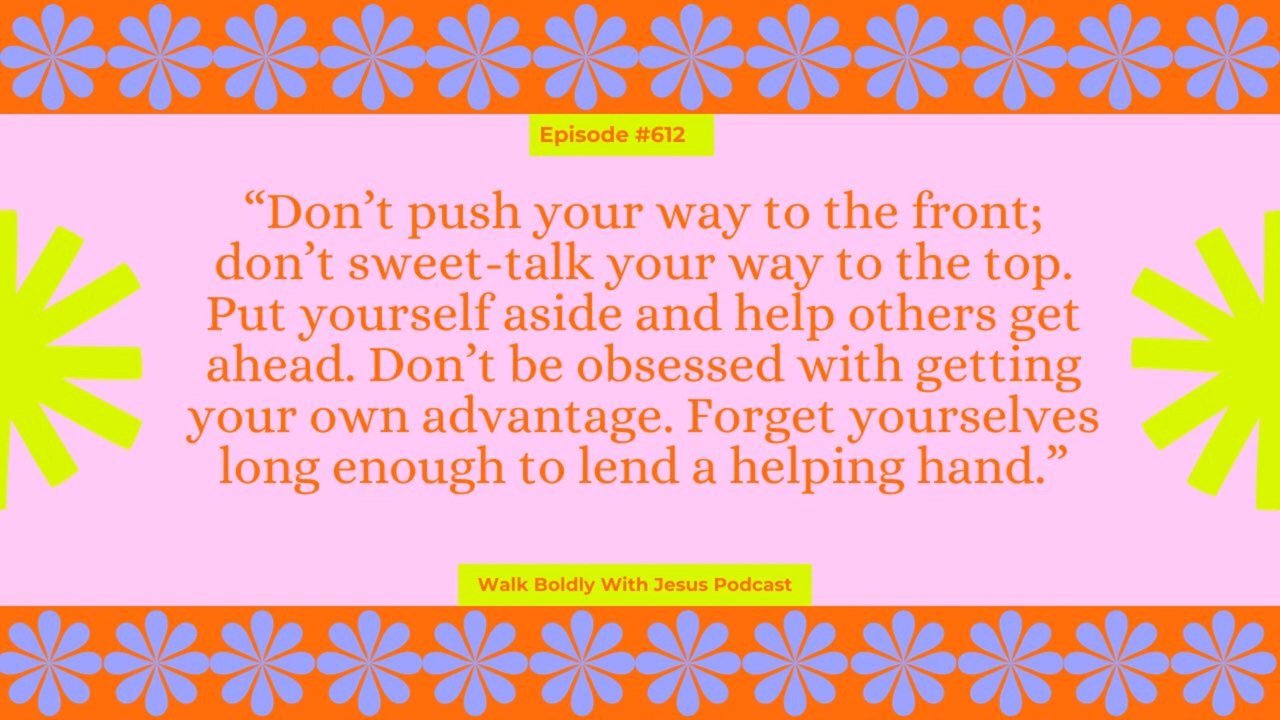 Episode #612
“Don’t push your way to the front;
don’t sweet-talk your way to the top.
Put yourself aside and help others get
ahead. Don’t be obsessed with getting
your own advantage. Forget yourselves
long enough to lend a helping hand.”
Walk Boldly With Jesus Podcast